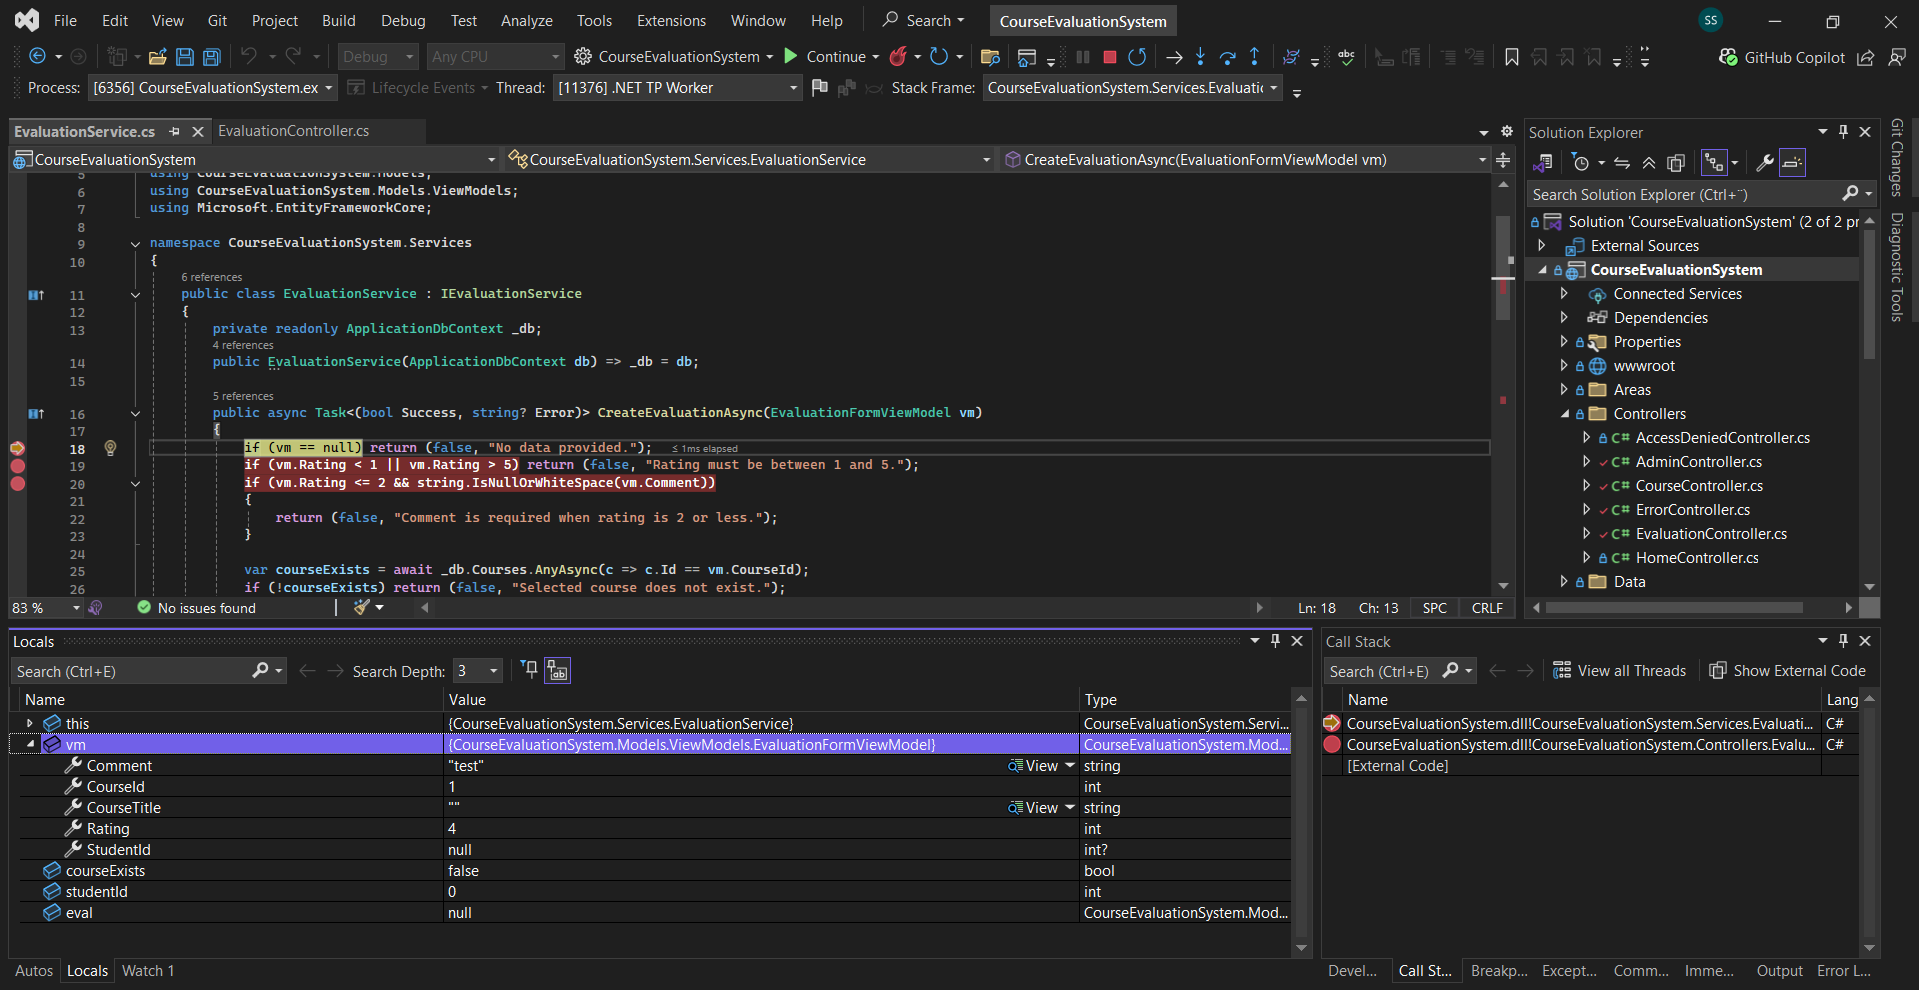 File Edit View Git Project Build Debug Test Analyze Tools Extensions Window Help Search CourseEvaluationSystem SS
Debug Any CPU CourseEvaluationSystem Continue abc GitHub Copilot
Process: [6356] CourseEvaluationSystem.ex Lifecycle Events Thread: [11376] .NET TP Worker Stack Frame: CourseEvaluationSystem.Services.Evaluatic
EvaluationService.cs EvaluationController.cs
CourseEvaluationSystem CourseEvaluationSystem.Services.EvaluationService CreateEvaluationAsync(EvaluationFormViewModel vm)
5 using CourseEvaluationSystem.Models;
6 using CourseEvaluationSystem.Models.ViewModels;
7 using Microsoft.EntityFrameworkCore;
8
9 namespace CourseEvaluationSystem.Services
10 {
6 references
11 public class EvaluationService : IEvaluationService
12 {
13 private readonly ApplicationDbContext _db;
4 references
14 public EvaluationService(ApplicationDbContext db) => _db = db;
15
5 references
16 public async Task<(bool Success, string? Error)> CreateEvaluationAsync(EvaluationFormViewModel vm)
17 {
18 if (vm == null) return (false, "No data provided."); ≤ 1ms elapsed
19 if (vm.Rating < 1 || vm.Rating > 5) return (false, "Rating must be between 1 and 5.");
20 if (vm.Rating <= 2 && string.IsNullOrWhiteSpace(vm.Comment))
21 {
22 return (false, "Comment is required when rating is 2 or less.");
23 }
24
25 var courseExists = await _db.Courses.AnyAsync(c => c.Id == vm.CourseId);
26 if (!courseExists) return (false, "Selected course does not exist.");
83 % No issues found Ln: 18 Ch: 13 SPC CRLF
Solution Explorer
Search Solution Explorer (Ctrl+¨)
Solution 'CourseEvaluationSystem' (2 of 2 pr
External Sources
CourseEvaluationSystem
Connected Services
Dependencies
Properties
wwwroot
Areas
Controllers
C# AccessDeniedController.cs
C# AdminController.cs
C# CourseController.cs
C# ErrorController.cs
C# EvaluationController.cs
C# HomeController.cs
Data
Git Changes
Diagnostic Tools
Locals
Search (Ctrl+E) Search Depth: 3
Name Value Type
this {CourseEvaluationSystem.Services.EvaluationService} CourseEvaluationSystem.Servi...
vm {CourseEvaluationSystem.Models.ViewModels.EvaluationFormViewModel} CourseEvaluationSystem.Mod...
Comment "test" View string
CourseId 1 int
CourseTitle "" View string
Rating 4 int
StudentId null int?
courseExists false bool
studentId 0 int
eval null CourseEvaluationSystem.Mod...
Autos Locals Watch 1
Call Stack
Search (Ctrl+E) View all Threads Show External Code
Name Lang
CourseEvaluationSystem.dll!CourseEvaluationSystem.Services.Evaluati... C#
CourseEvaluationSystem.dll!CourseEvaluationSystem.Controllers.Evalu... C#
[External Code]
Devel... Call St... Breakp... Except... Comm... Imme... Output Error L...